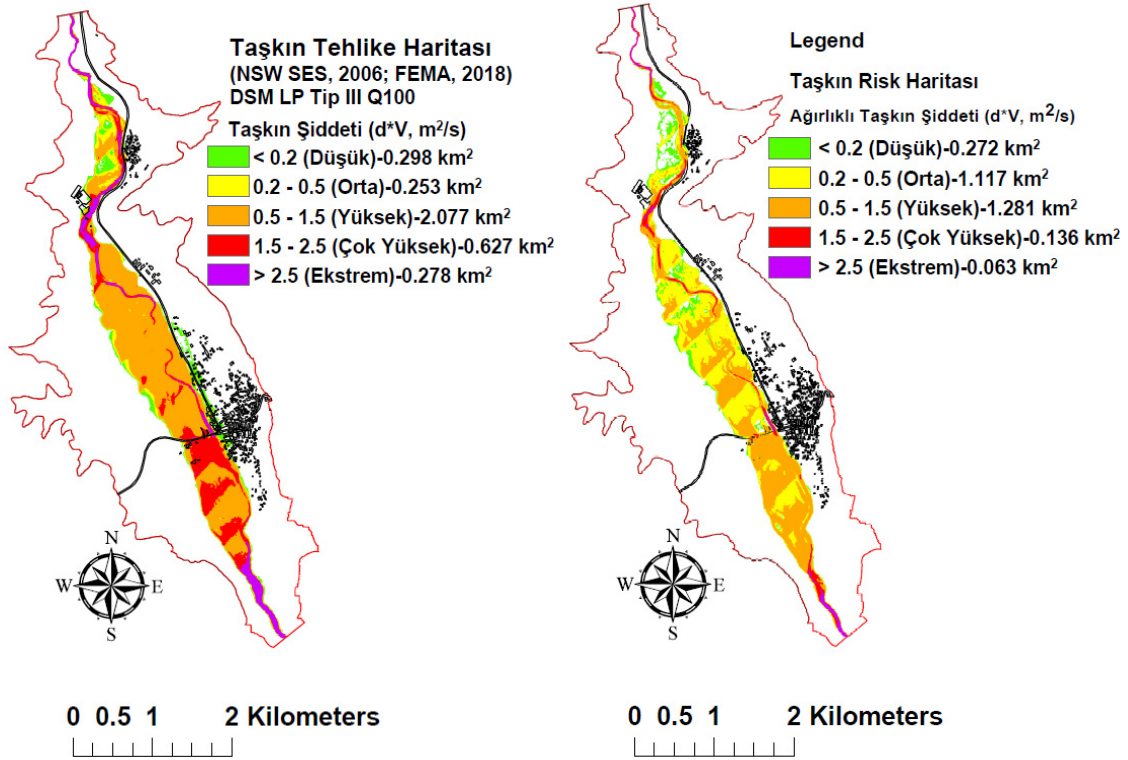 Taşkın Tehlike Haritası
(NSW SES, 2006; FEMA, 2018)
DSM LP Tip III Q100
Taşkın Şiddeti (d*V, m²/s)
< 0.2 (Düşük)-0.298 km²
0.2 - 0.5 (Orta)-0.253 km²
0.5 - 1.5 (Yüksek)-2.077 km²
1.5 - 2.5 (Çok Yüksek)-0.627 km²
> 2.5 (Ekstrem)-0.278 km²
N
W E
S
0 0.5 1 2 Kilometers
Legend
Taşkın Risk Haritası
Ağırlıklı Taşkın Şiddeti (d*V, m²/s)
< 0.2 (Düşük)-0.272 km²
0.2 - 0.5 (Orta)-1.117 km²
0.5 - 1.5 (Yüksek)-1.281 km²
1.5 - 2.5 (Çok Yüksek)-0.136 km²
> 2.5 (Ekstrem)-0.063 km²
N
W E
S
0 0.5 1 2 Kilometers